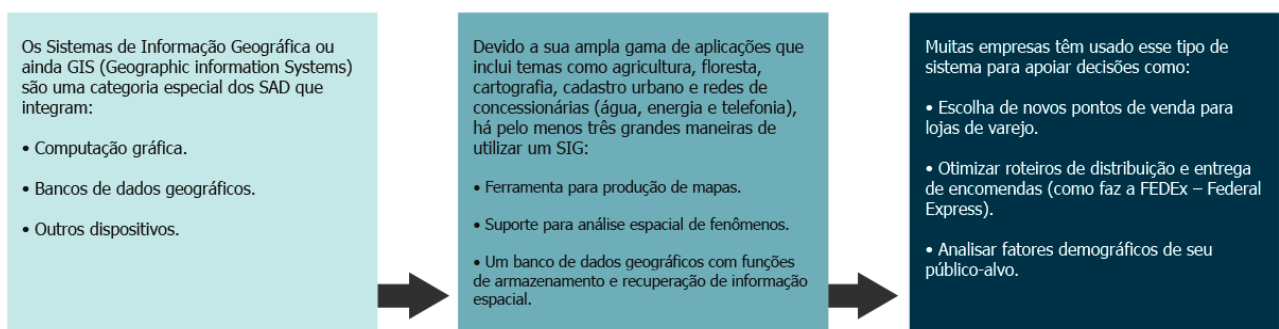 Os Sistemas de Informação Geográfica ou
ainda GIS (Geographic information Systems)
são uma categoria especial dos SAD que
integram:
• Computação gráfica.
• Bancos de dados geográficos.
• Outros dispositivos.
Devido a sua ampla gama de aplicações que
inclui temas como agricultura, floresta,
cartografia, cadastro urbano e redes de
concessionárias (água, energia e telefonia),
há pelo menos três grandes maneiras de
utilizar um SIG:
• Ferramenta para produção de mapas.
• Suporte para análise espacial de fenômenos.
• Um banco de dados geográficos com funções
de armazenamento e recuperação de informação
espacial.
Muitas empresas têm usado esse tipo de
sistema para apoiar decisões como:
• Escolha de novos pontos de venda para
lojas de varejo.
• Otimizar roteiros de distribuição e entrega
de encomendas (como faz a FEDEx – Federal
Express).
• Analisar fatores demográficos de seu
público-alvo.